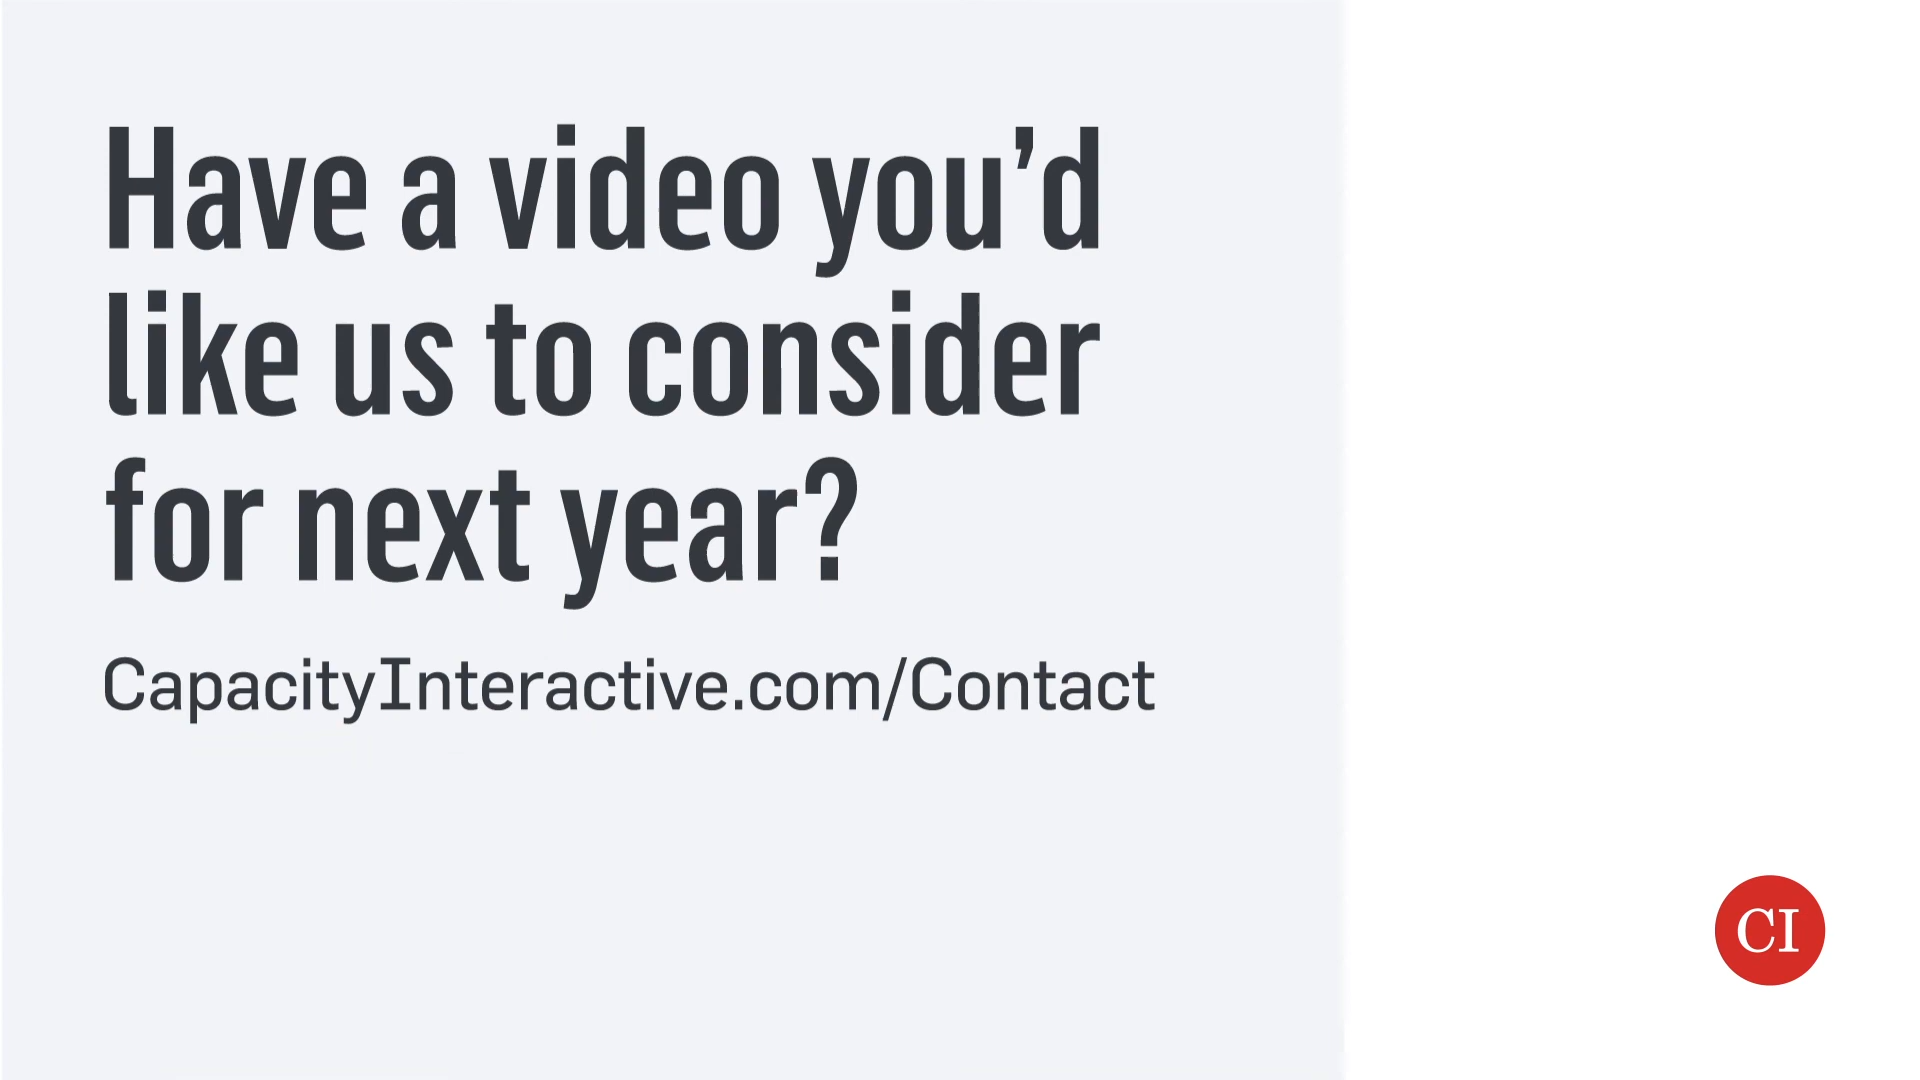 Have a video you’d
like us to consider
for next year?
CapacityInteractive.com/Contact
CI